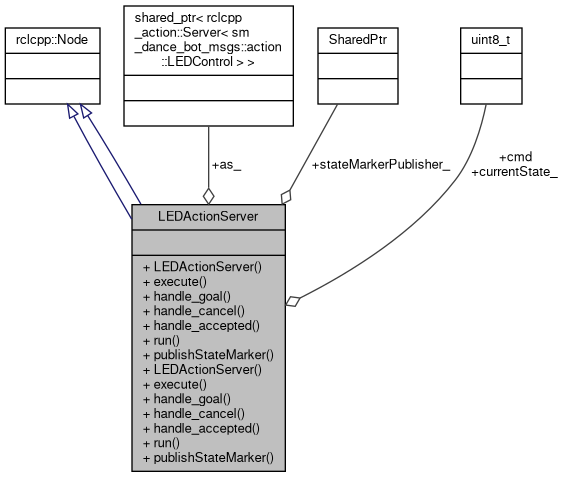 rclcpp::Node
shared_ptr< rclcpp
_action::Server< sm
_dance_bot_msgs::action
::LEDControl > >
SharedPtr
uint8_t
+as_
+stateMarkerPublisher_
+cmd
+currentState_
LEDActionServer
+ LEDActionServer()
+ execute()
+ handle_goal()
+ handle_cancel()
+ handle_accepted()
+ run()
+ publishStateMarker()
+ LEDActionServer()
+ execute()
+ handle_goal()
+ handle_cancel()
+ handle_accepted()
+ run()
+ publishStateMarker()